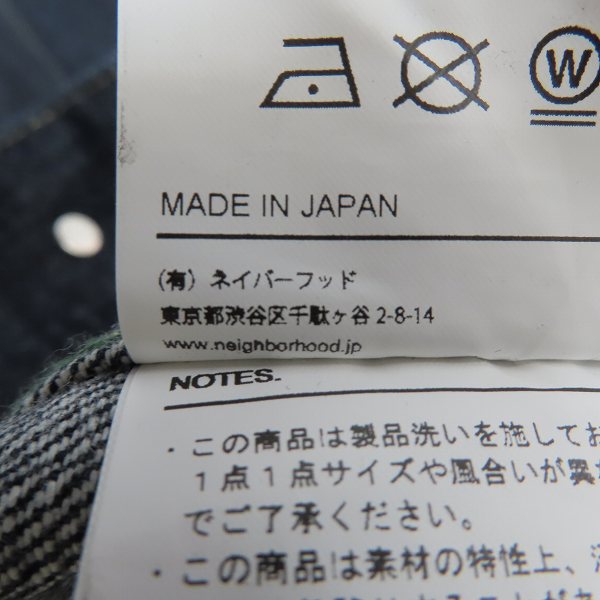 W
MADE IN JAPAN
(有) ネイバーフッド
東京都渋谷区千駄ヶ谷 2-8-14
www.neighborhood.jp
NOTES.
・この商品は製品洗いを施してお
1点1点サイズや風合いが異
でご了承ください。
・この商品は素材の特性上、